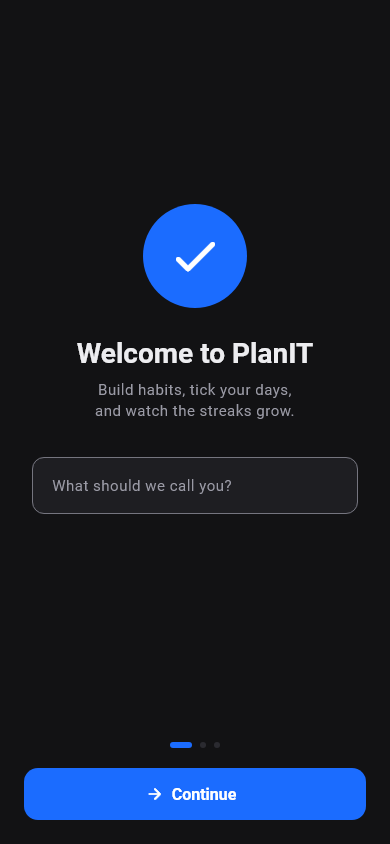 Welcome to PlanIT
Build habits, tick your days,
and watch the streaks grow.
What should we call you?
Continue